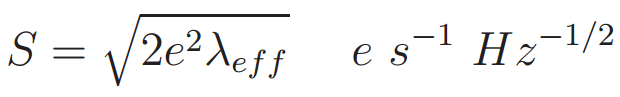 S = √(2e²λ_eff)   e s⁻¹ Hz⁻¹/²